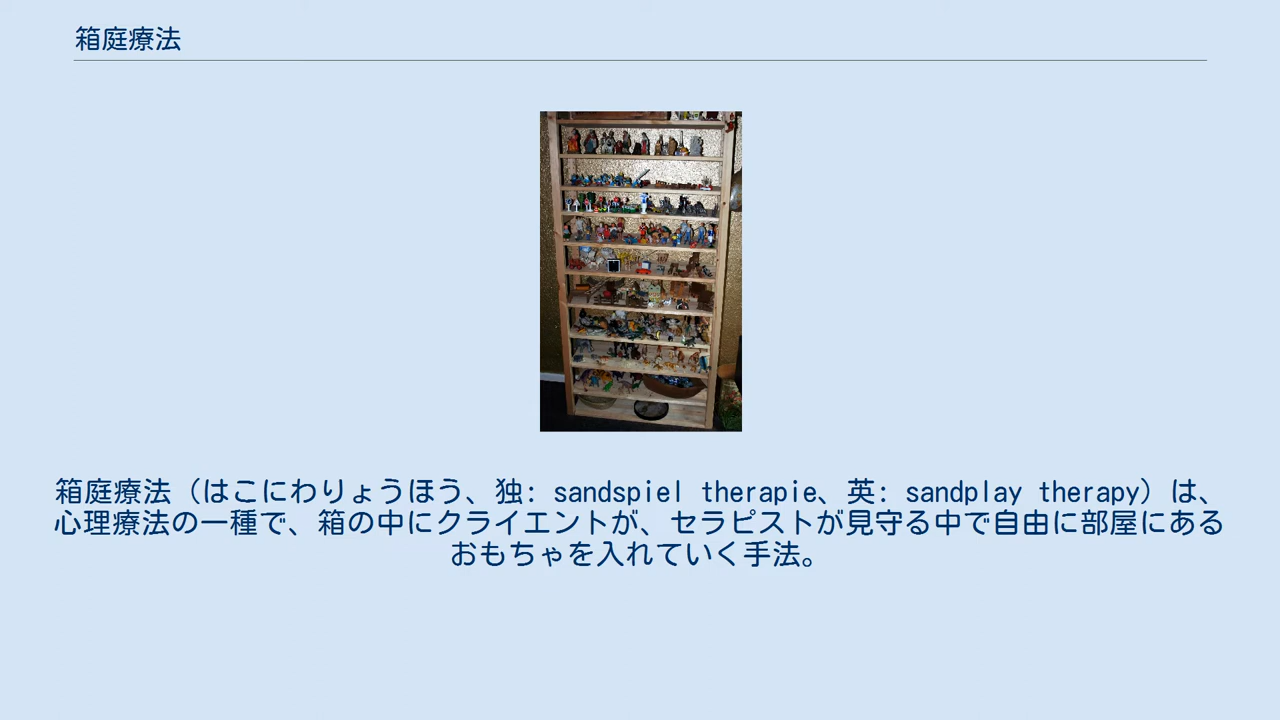 箱庭療法
箱庭療法（はこにわりょうほう、独: sandspiel therapie、英: sandplay therapy）は、
心理療法の一種で、箱の中にクライエントが、セラピストが見守る中で自由に部屋にある
おもちゃを入れていく手法。